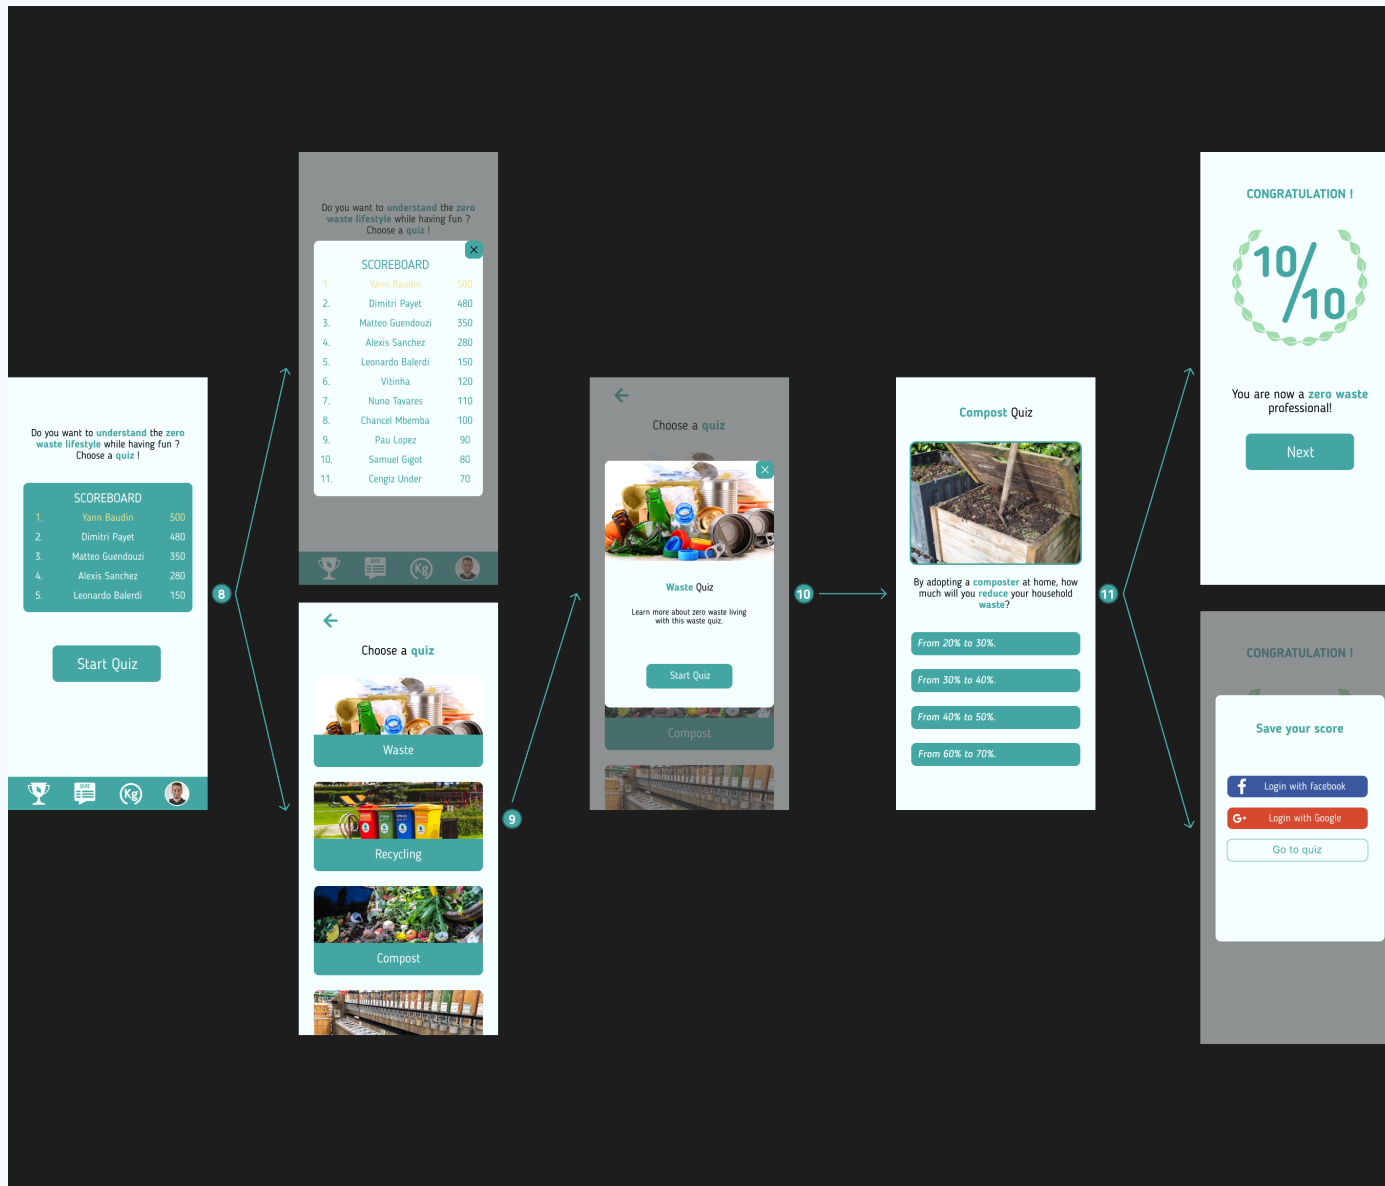 Do you want to understand the zero
waste lifestyle while having fun ?
Choose a quiz !
SCOREBOARD
1. Yann Baudin 500
2. Dimitri Payet 480
3. Matteo Guendouzi 350
4. Alexis Sanchez 280
5. Leonardo Balerdi 150
Start Quiz
QUIZ
Kg
8
Do you want to understand the zero
waste lifestyle while having fun ?
Choose a quiz !
SCOREBOARD
1. Yann Baudin 500
2. Dimitri Payet 480
3. Matteo Guendouzi 350
4. Alexis Sanchez 280
5. Leonardo Balerdi 150
6. Vitinha 120
7. Nuno Tavares 110
8. Chancel Mbemba 100
9. Pau Lopez 90
10. Samuel Gigot 80
11. Cengiz Under 70
QUIZ
Kg
Choose a quiz
Waste
Recycling
Compost
9
Choose a quiz
Waste Quiz
Learn more about zero waste living
with this waste quiz.
Start Quiz
Compost
10
Compost Quiz
By adopting a composter at home, how
much will you reduce your household
waste?
From 20% to 30%.
From 30% to 40%.
From 40% to 50%.
From 60% to 70%.
11
CONGRATULATION !
10/10
You are now a zero waste
professional!
Next
CONGRATULATION !
Save your score
f Login with facebook
G+ Login with Google
Go to quiz